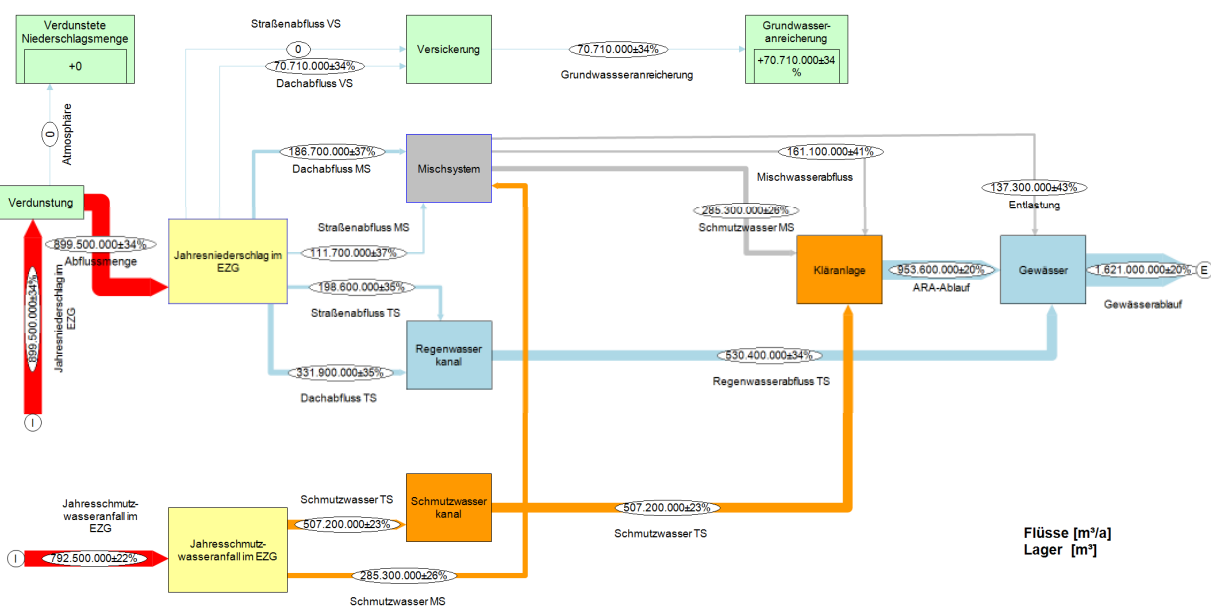 Verdunstete
Niederschlagsmenge
+0
Straßenabfluss VS
0
70.710.000±34%
Dachabfluss VS
Versickerung
70.710.000±34%
Grundwassseranreicherung
Grundwasser-
anreicherung
+70.710.000±34
%
0
Atmosphäre
186.700.000±37%
Dachabfluss MS
Mischsystem
161.100.000±41%
Mischwasserabfluss
137.300.000±43%
Entlastung
Verdunstung
285.300.000±26%
Schmutzwasser MS
899.500.000±34%
Abflussmenge
Jahresniederschlag im
EZG
Straßenabfluss MS
111.700.000±37%
Kläranlage
953.600.000±20%
ARA-Ablauf
Gewässer
1.621.000.000±20%
E
Gewässerablauf
899.500.000±34%
Jahresniederschlag im
EZG
I
198.600.000±35%
Straßenabfluss TS
Regenwasser
kanal
530.400.000±34%
Regenwasserabfluss TS
331.900.000±35%
Dachabfluss TS
Jahresschmutz-
wasseranfall im
EZG
I
792.500.000±22%
Jahresschmutz-
wasseranfall im EZG
Schmutzwasser TS
507.200.000±23%
Schmutzwasser
kanal
507.200.000±23%
Schmutzwasser TS
285.300.000±26%
Schmutzwasser MS
Flüsse [m³/a]
Lager [m³]